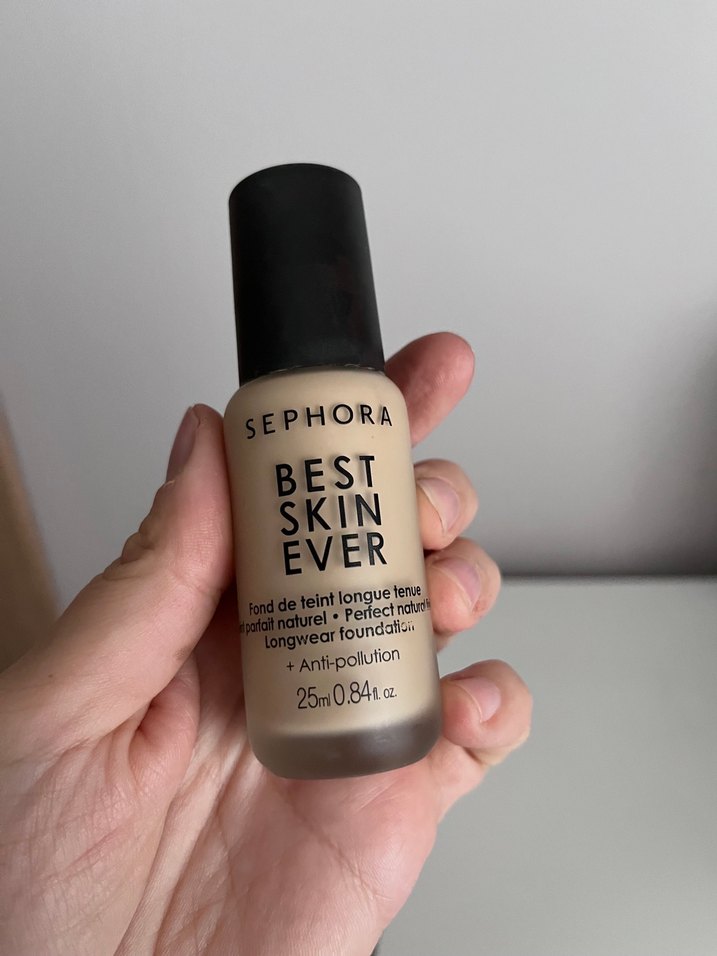 SEPHORA
BEST
SKIN
EVER
Fond de teint longue tenue
parfait naturel • Perfect natural
Longwear foundation
+ Anti-pollution
25ml 0.84fl. oz.